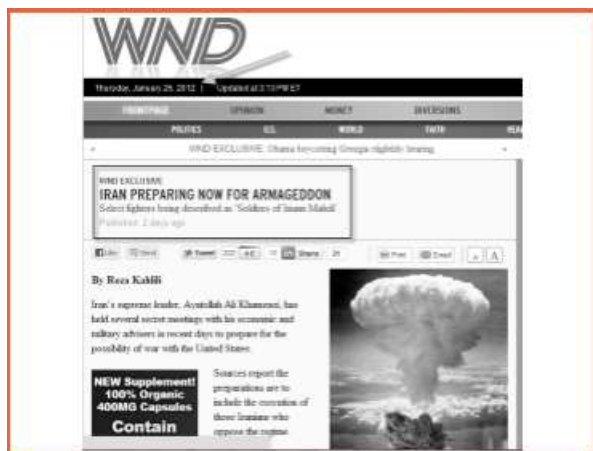 WND
Thursday, January 26, 2012 | Updated at
FRONTPAGE OPINION MONEY DIVERSIONS
POLITICS U.S. WORLD FAITH
WND EXCLUSIVE Obama boycotting Georgia eligibility hearing
WND EXCLUSIVE
IRAN PREPARING NOW FOR ARMAGEDDON
Select fighters being described as 'Soldiers of Imam Mahdi'
Published: 2 days ago
Like Send Tweet Share Print Email A A
By Reza Kahlili
Iran's supreme leader, Ayatollah Ali Khamenei, has
held several secret meetings with his economic and
military advisers in recent days to prepare for the
possibility of war with the United States.
Sources report the
preparations are to
include the execution of
those Iranians who
oppose the regime
NEW Supplement!
100% Organic
400MG Capsules
Contain